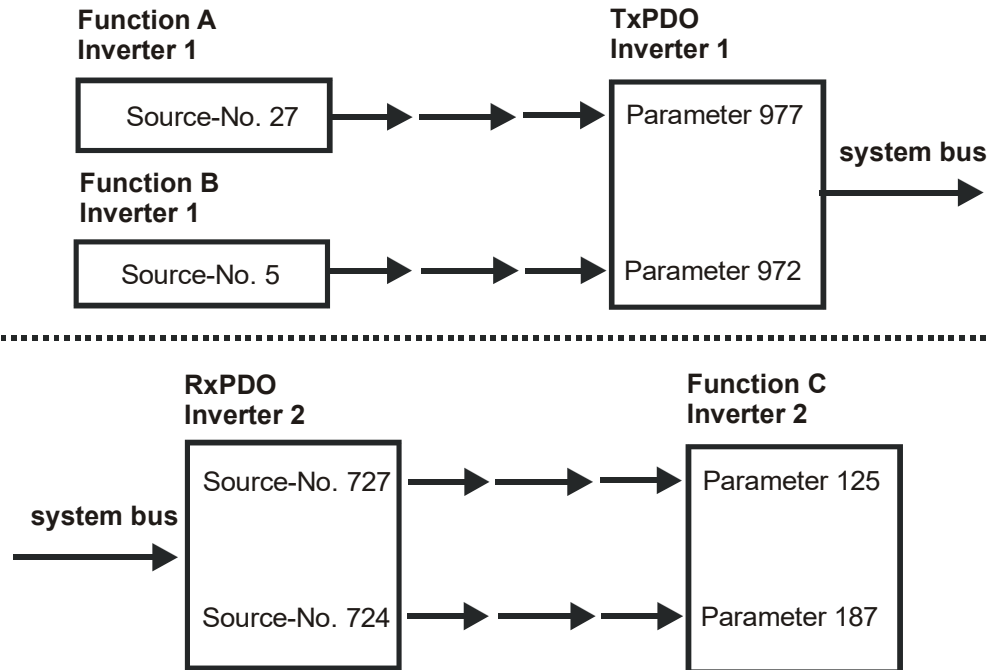 Function A
Inverter 1
Source-No. 27
TxPDO
Inverter 1
Parameter 977
system bus
Function B
Inverter 1
Source-No. 5
Parameter 972
RxPDO
Inverter 2
Source-No. 727
Function C
Inverter 2
Parameter 125
system bus
Source-No. 724
Parameter 187